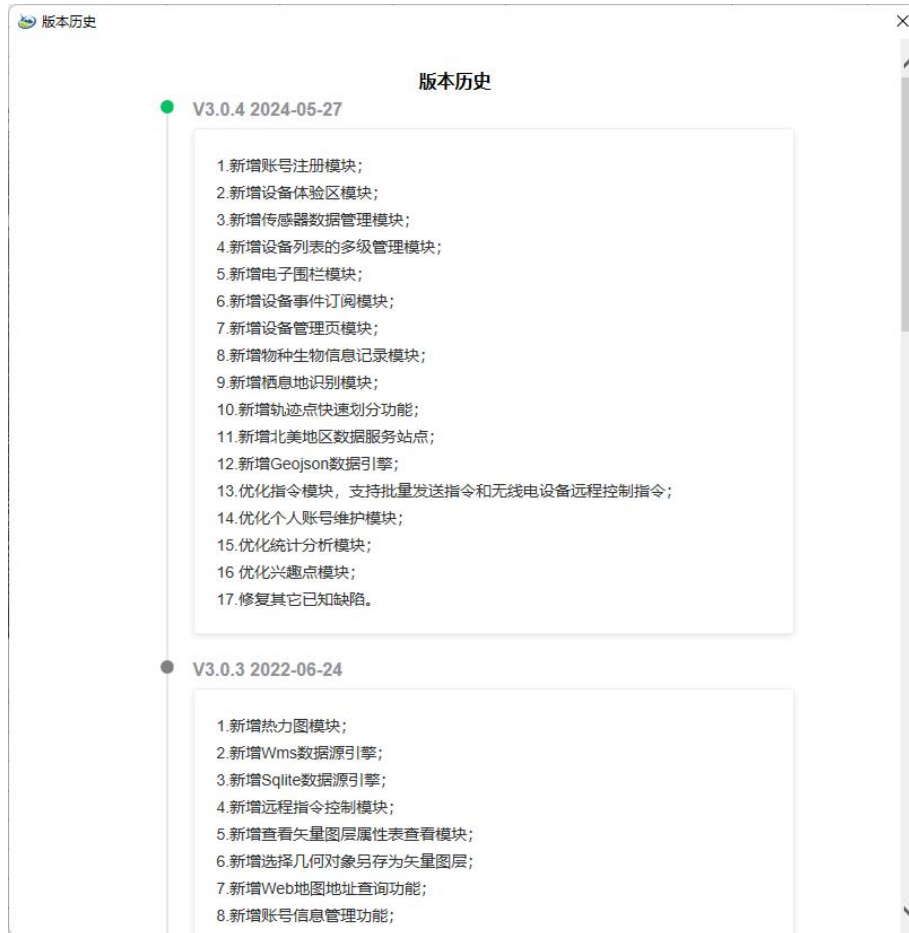 版本历史
版本历史
V3.0.4 2024-05-27
1.新增账号注册模块；
2.新增设备体验区模块；
3.新增传感器数据管理模块；
4.新增设备列表的多级管理模块；
5.新增电子围栏模块；
6.新增设备事件订阅模块；
7.新增设备管理页模块；
8.新增物种生物信息记录模块；
9.新增栖息地识别模块；
10.新增轨迹点快速划分功能；
11.新增北美地区数据服务站点；
12.新增Geojson数据引擎；
13.优化指令模块，支持批量发送指令和无线电设备远程控制指令；
14.优化个人账号维护模块；
15.优化统计分析模块；
16 优化兴趣点模块；
17.修复其它已知缺陷。
V3.0.3 2022-06-24
1.新增热力图模块；
2.新增Wms数据源引擎；
3.新增Sqlite数据源引擎；
4.新增远程指令控制模块；
5.新增查看矢量图层属性表查看模块；
6.新增选择几何对象另存为矢量图层；
7.新增Web地图地址查询功能；
8.新增账号信息管理功能；